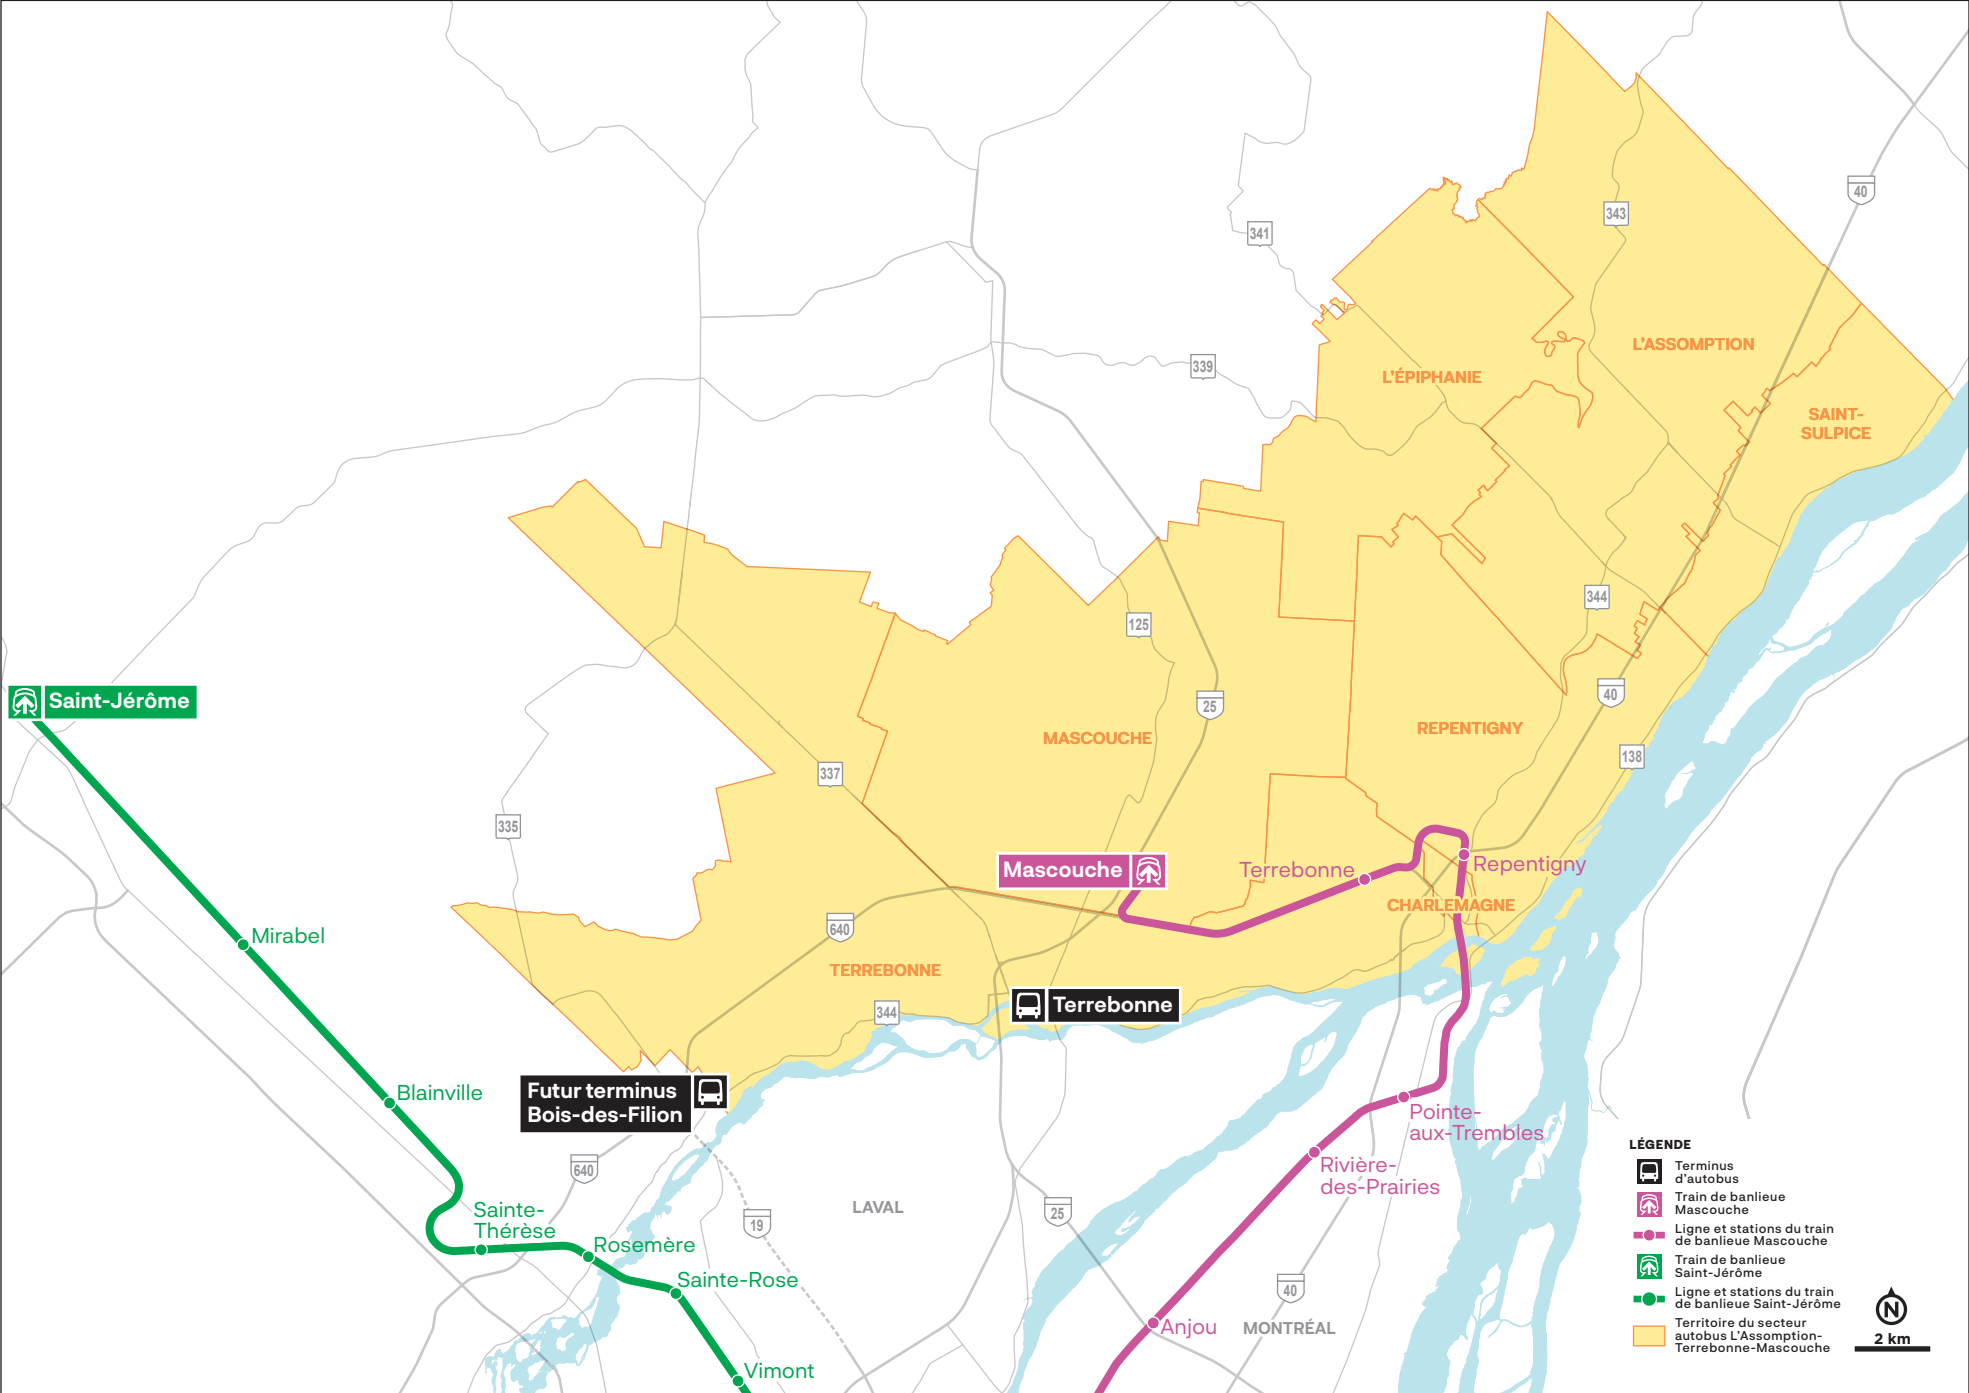 343
40
341
L'ASSOMPTION
339
L'ÉPIPHANIE
SAINT-
SULPICE
344
125
Saint-Jérôme
40
25
REPENTIGNY
MASCOUCHE
138
337
335
Mascouche
Terrebonne
Repentigny
CHARLEMAGNE
640
Mirabel
TERREBONNE
344
Terrebonne
Blainville
Futur terminus
Bois-des-Filion
Pointe-
aux-Trembles
640
Rivière-
des-Prairies
Sainte-
Thérèse
LAVAL
25
19
Rosemère
Sainte-Rose
40
Anjou
MONTRÉAL
Vimont
LÉGENDE
Terminus
d'autobus
Train de banlieue
Mascouche
Ligne et stations du train
de banlieue Mascouche
Train de banlieue
Saint-Jérôme
Ligne et stations du train
de banlieue Saint-Jérôme
Territoire du secteur
autobus L'Assomption-
Terrebonne-Mascouche
N
2 km